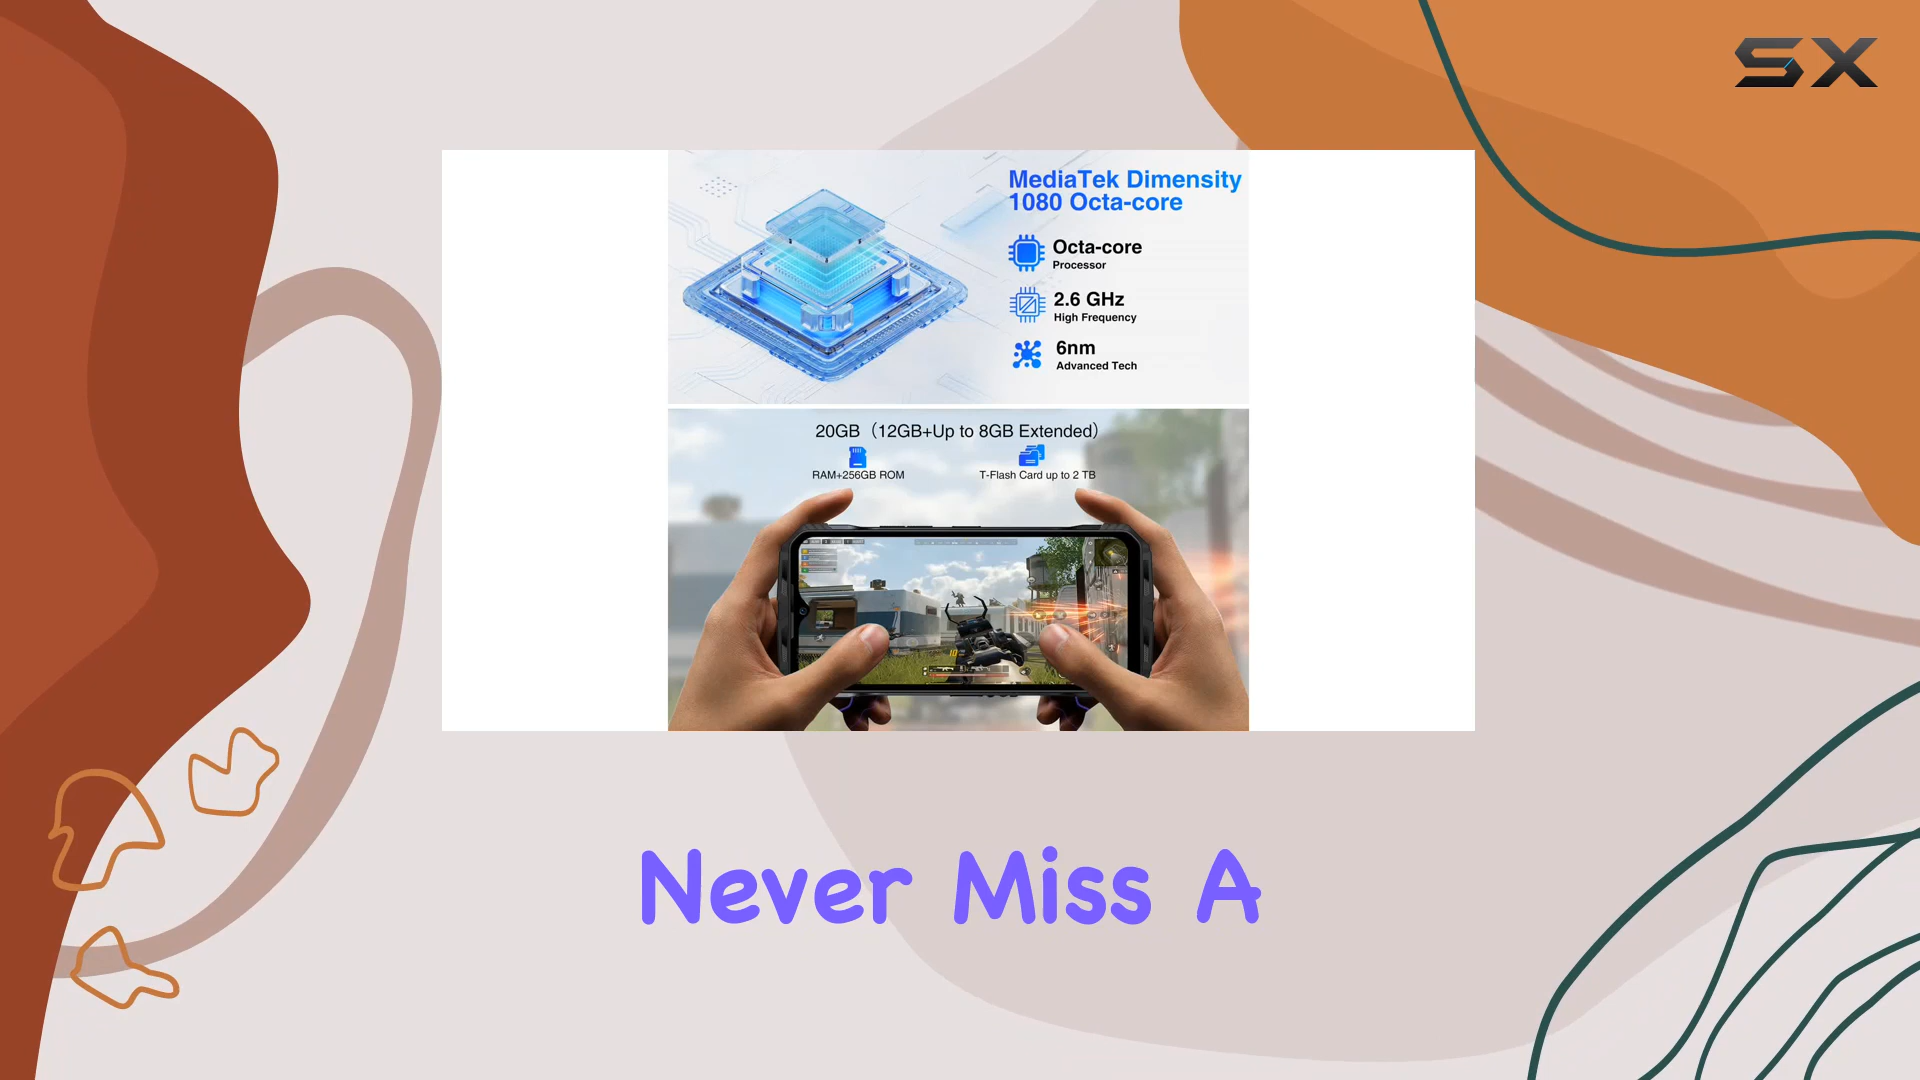 SX
MediaTek Dimensity
1080 Octa-core
Octa-core
Processor
2.6 GHz
High Frequency
6nm
Advanced Tech
20GB（12GB+Up to 8GB Extended）
RAM+256GB ROM
T-Flash Card up to 2 TB
Never Miss A